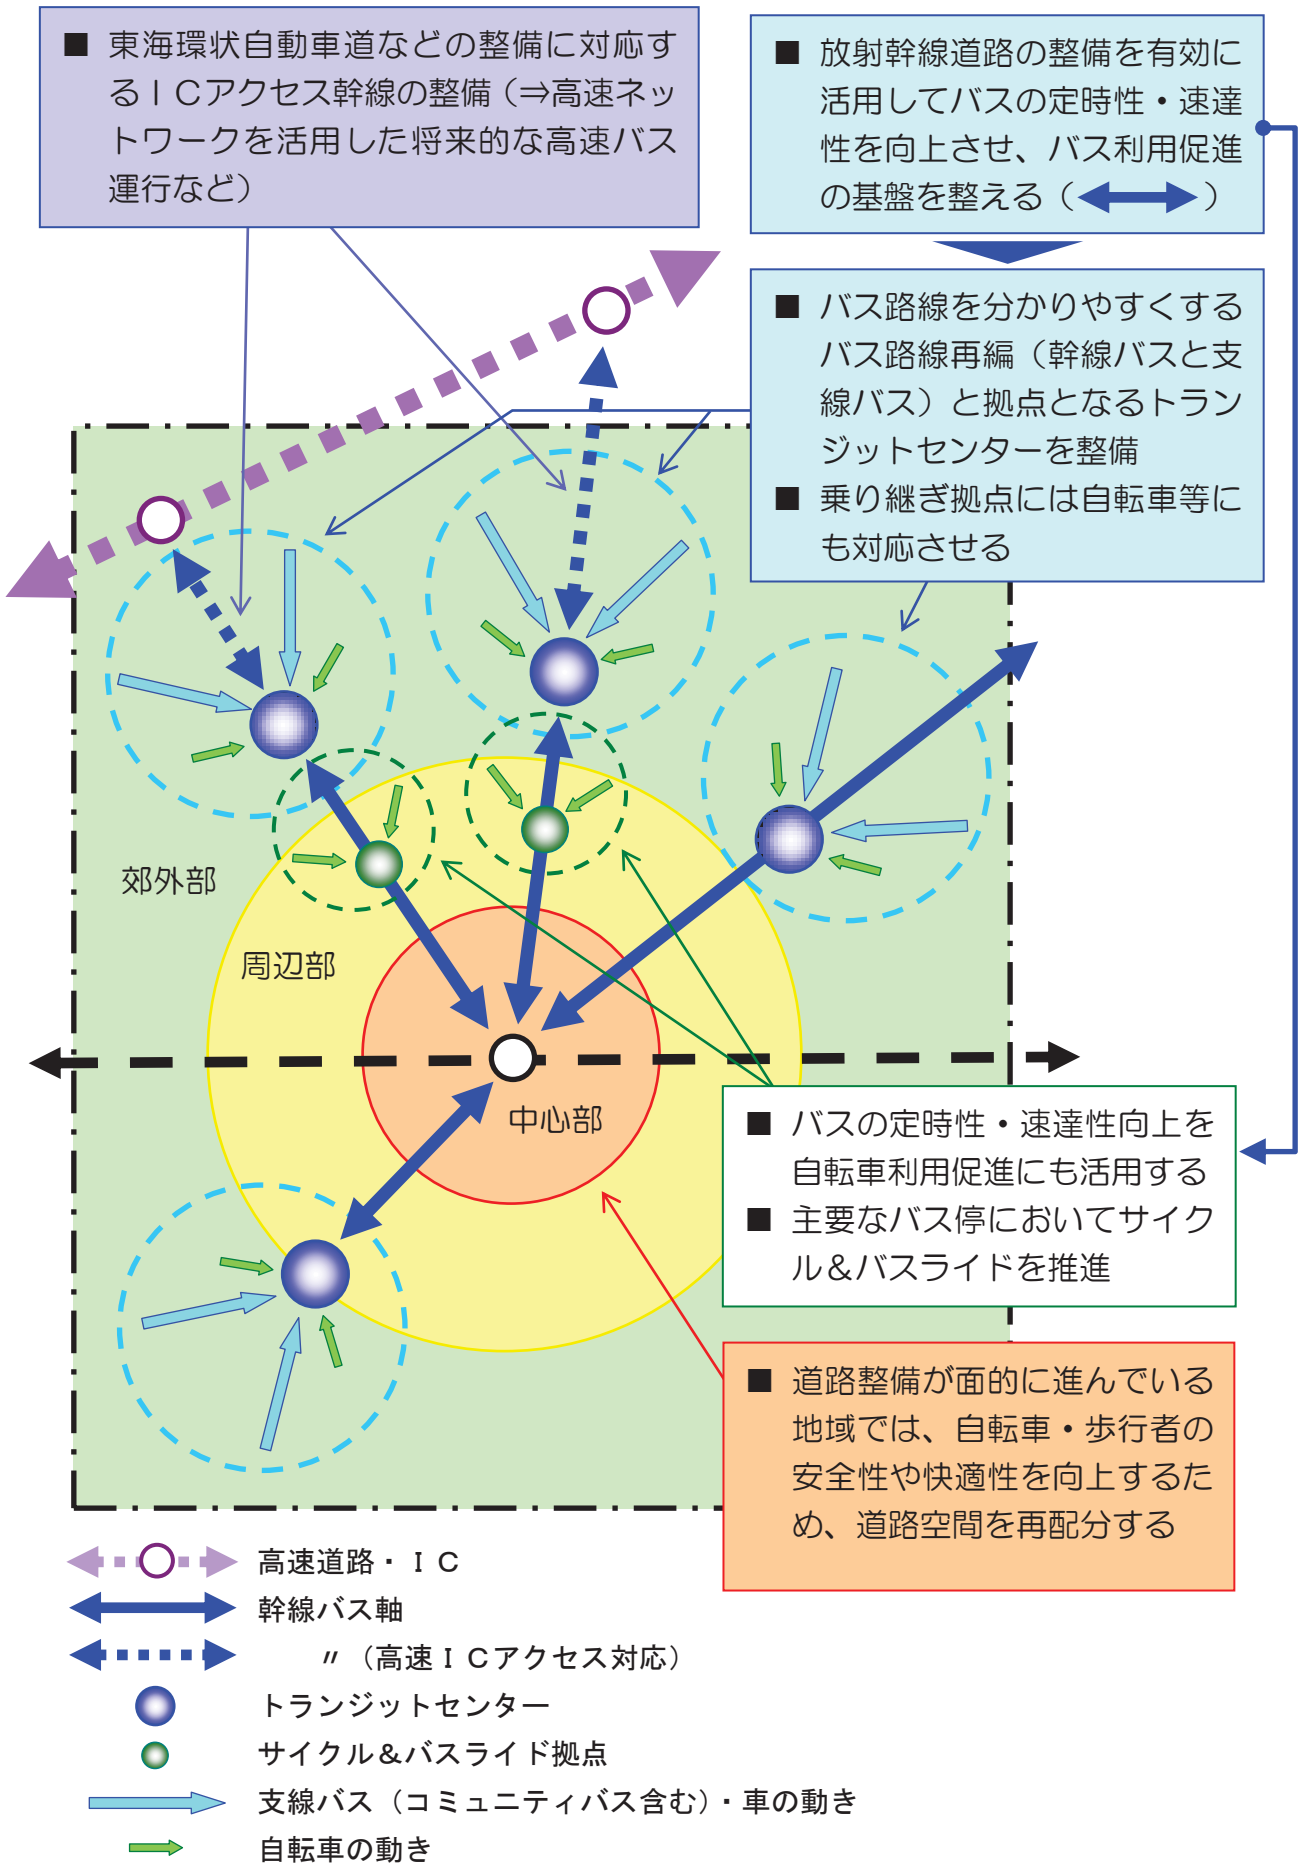 ■ 東海環状自動車道などの整備に対応す
るＩＣアクセス幹線の整備（⇒高速ネッ
トワークを活用した将来的な高速バス
運行など）
■ 放射幹線道路の整備を有効に
活用してバスの定時性・速達
性を向上させ、バス利用促進
の基盤を整える（ ）
■ バス路線を分かりやすくする
バス路線再編（幹線バスと支
線バス）と拠点となるトラン
ジットセンターを整備
■ 乗り継ぎ拠点には自転車等に
も対応させる
郊外部
周辺部
中心部
■ バスの定時性・速達性向上を
自転車利用促進にも活用する
■ 主要なバス停においてサイク
ル＆バスライドを推進
■ 道路整備が面的に進んでいる
地域では、自転車・歩行者の
安全性や快適性を向上するた
め、道路空間を再配分する
高速道路・ＩＣ
幹線バス軸
〃（高速ＩＣアクセス対応）
トランジットセンター
サイクル＆バスライド拠点
支線バス（コミュニティバス含む）・車の動き
自転車の動き